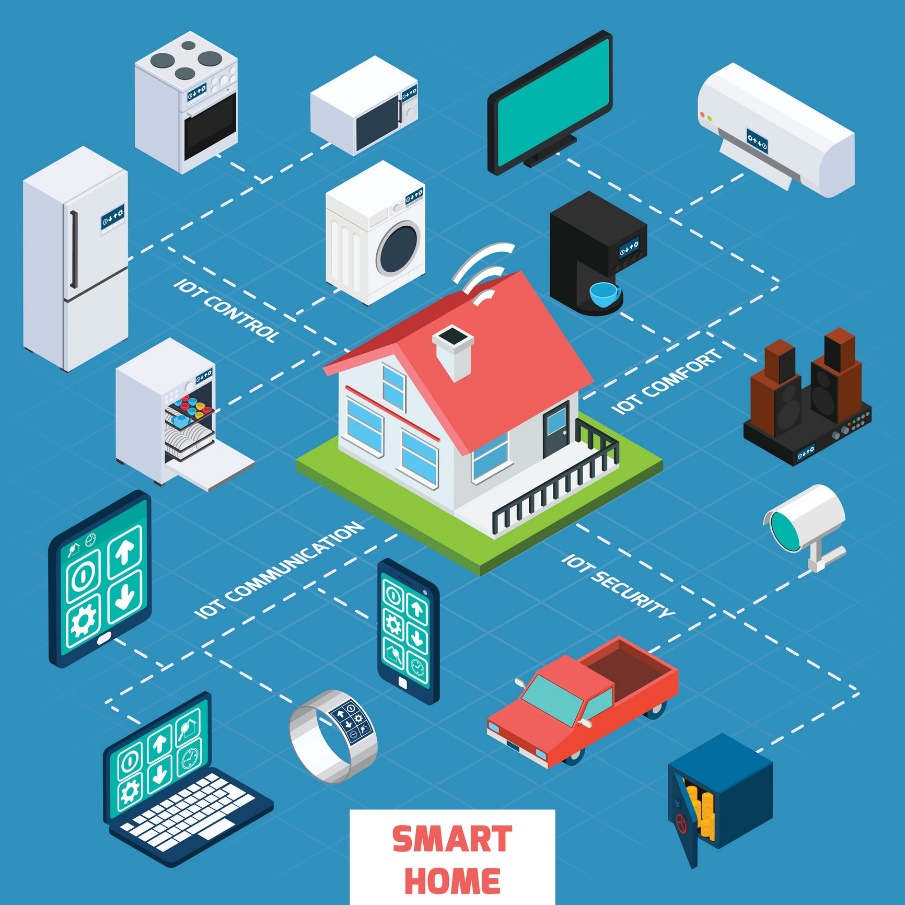 IOT CONTROL
IOT COMFORT
IOT COMMUNICATION
IOT SECURITY
SMART
HOME